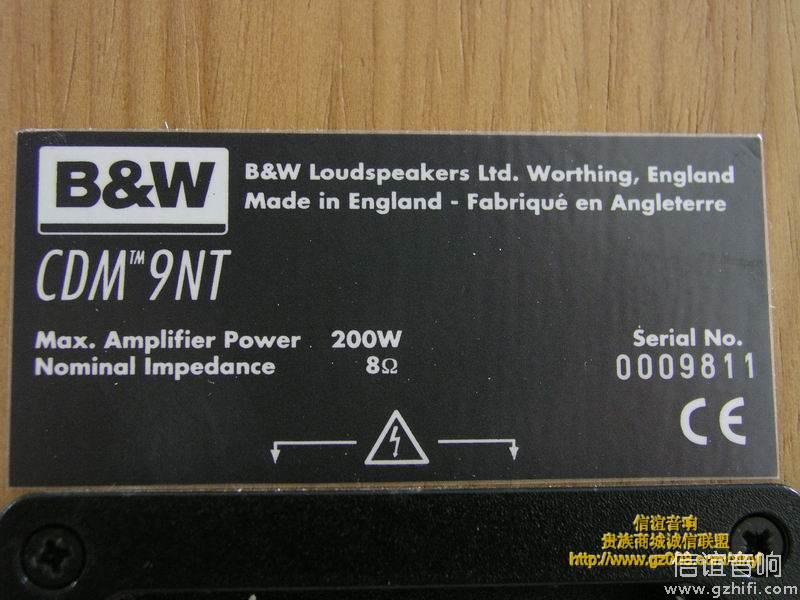 B&W
B&W Loudspeakers Ltd. Worthing, England
Made in England - Fabriqué en Angleterre
CDM™ 9NT
Max. Amplifier Power 200W
Nominal Impedance 8Ω
Serial No.
0009811
CE
信谊音响
贵族商城诚信联盟
信谊音响
www.gzhifi.com